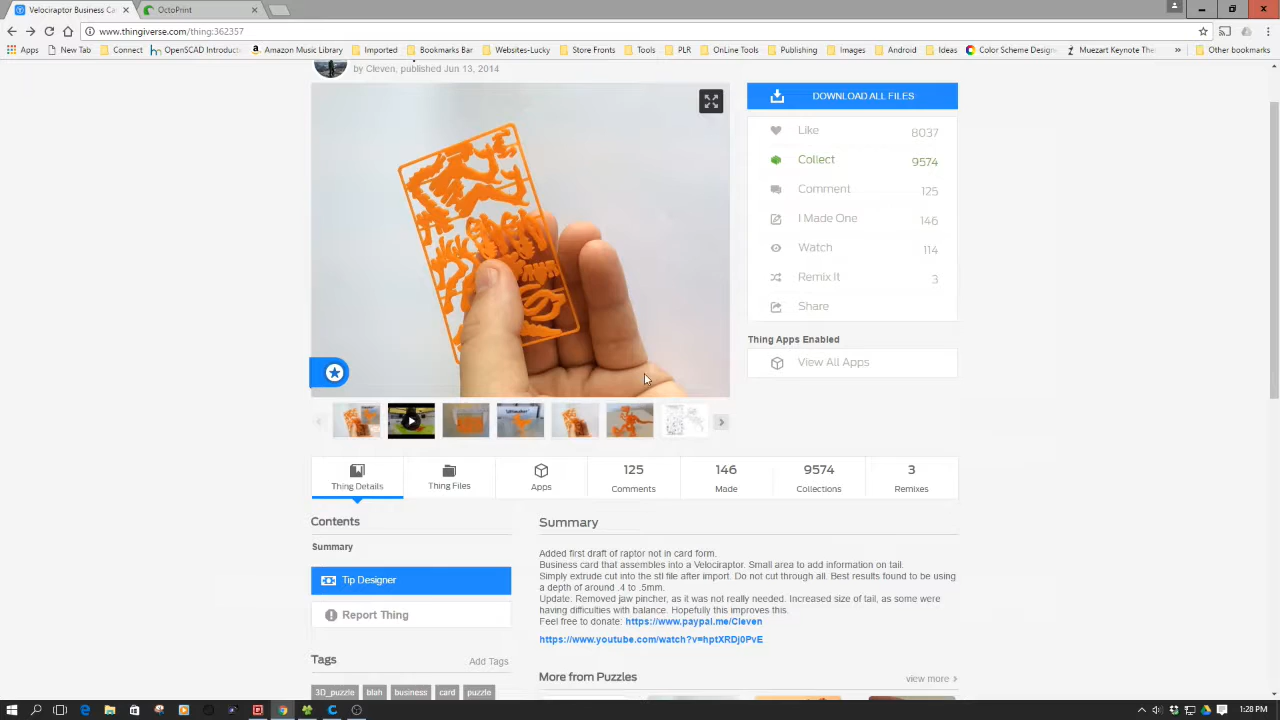 Velociraptor Business Ca
OctoPrint
www.thingiverse.com/thing:362357
Apps
New Tab
Connect
OpenSCAD Introduction
Amazon Music Library
Imported
Bookmarks Bar
Websites-Lucky
Store Fronts
Tools
PLR
OnLine Tools
Publishing
Images
Android
Ideas
Color Scheme Design
Muezart Keynote The
»
Other bookmarks
by Cleven, published Jun 13, 2014
DOWNLOAD ALL FILES
Like 8037
Collect 9574
Comment 125
I Made One 146
Watch 114
Remix It 3
Share
Thing Apps Enabled
View All Apps
Thing Details
Thing Files
Apps
125
Comments
146
Made
9574
Collections
3
Remixes
Contents
Summary
Tip Designer
Report Thing
Tags Add Tags
3D_puzzle blah business card puzzle
Summary
Added first draft of raptor not in card form.
Business card that assembles into a Velociraptor. Small area to add information on tail.
Simply extrude cut into the stl file after import. Do not cut through all. Best results found to be using
a depth of around .4 to .5mm.
Update: Removed jaw pincher, as it was not really needed. Increased size of tail, as some were
having difficulties with balance. Hopefully this improves this.
Feel free to donate: https://www.paypal.me/Cleven
https://www.youtube.com/watch?v=hptXRDj0PvE
More from Puzzles view more
1:28 PM